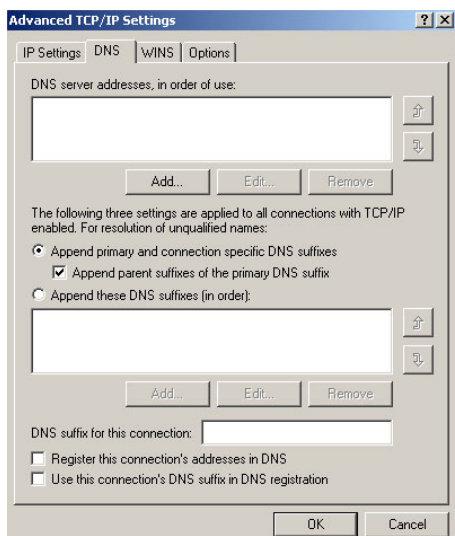 Advanced TCP/IP Settings
IP Settings DNS WINS Options
DNS server addresses, in order of use:
Add... Edit... Remove
The following three settings are applied to all connections with TCP/IP
enabled. For resolution of unqualified names:
Append primary and connection specific DNS suffixes
Append parent suffixes of the primary DNS suffix
Append these DNS suffixes (in order):
Add... Edit... Remove
DNS suffix for this connection:
Register this connection's addresses in DNS
Use this connection's DNS suffix in DNS registration
OK Cancel